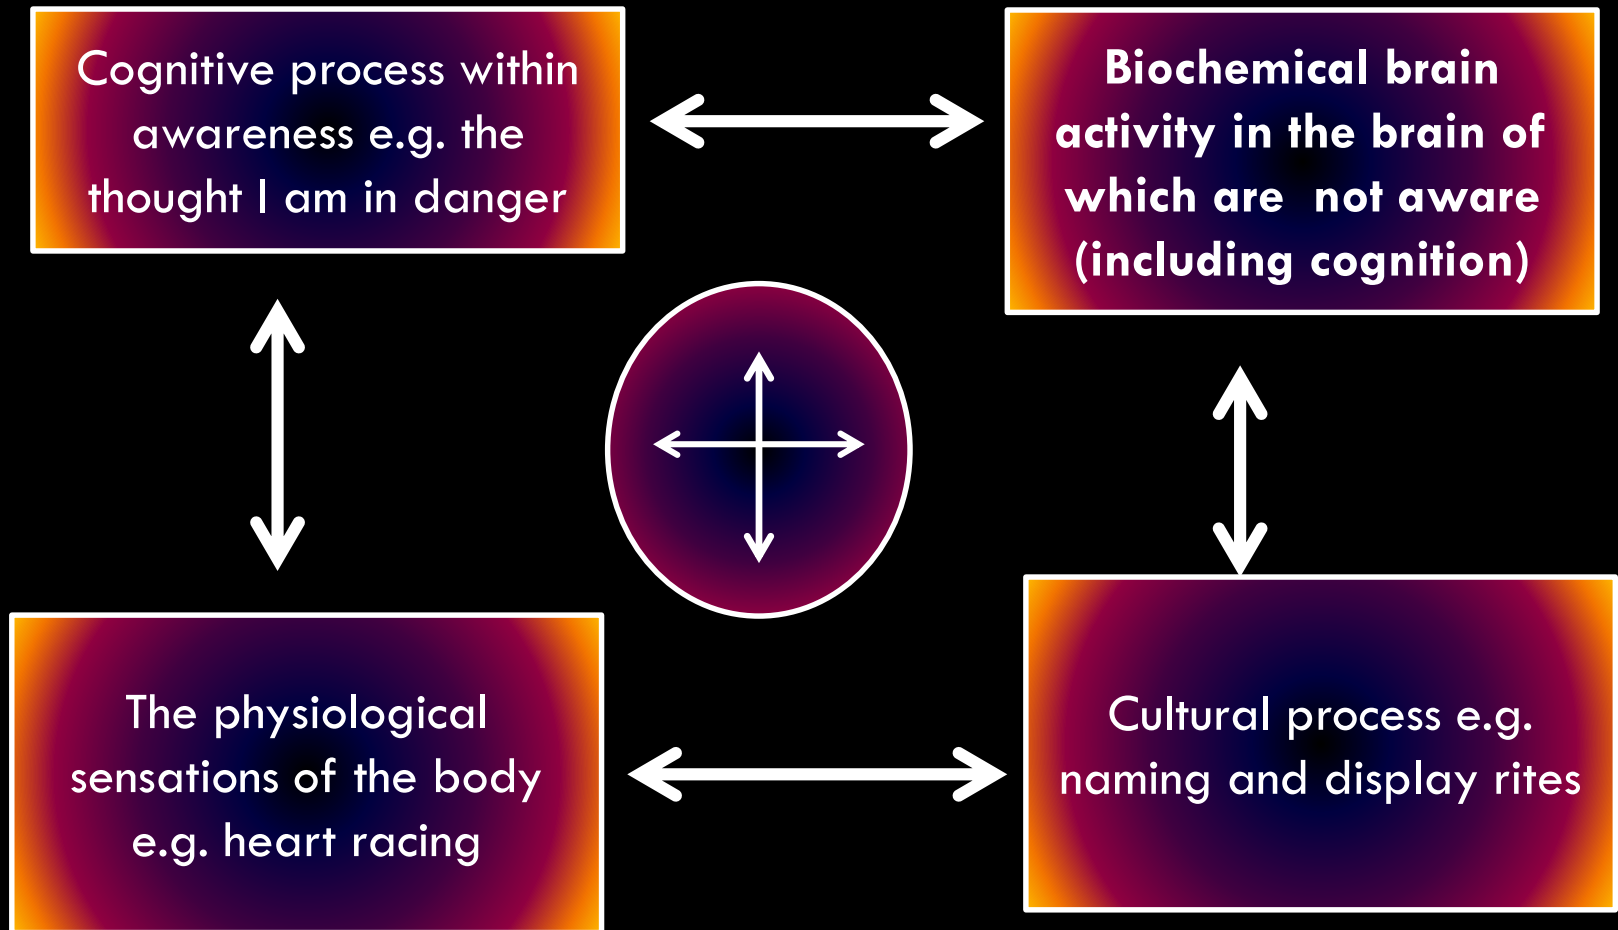 Cognitive process within
awareness e.g. the
thought I am in danger
Biochemical brain
activity in the brain of
which are  not aware
(including cognition)
The physiological
sensations of the body
e.g. heart racing
Cultural process e.g.
naming and display rites